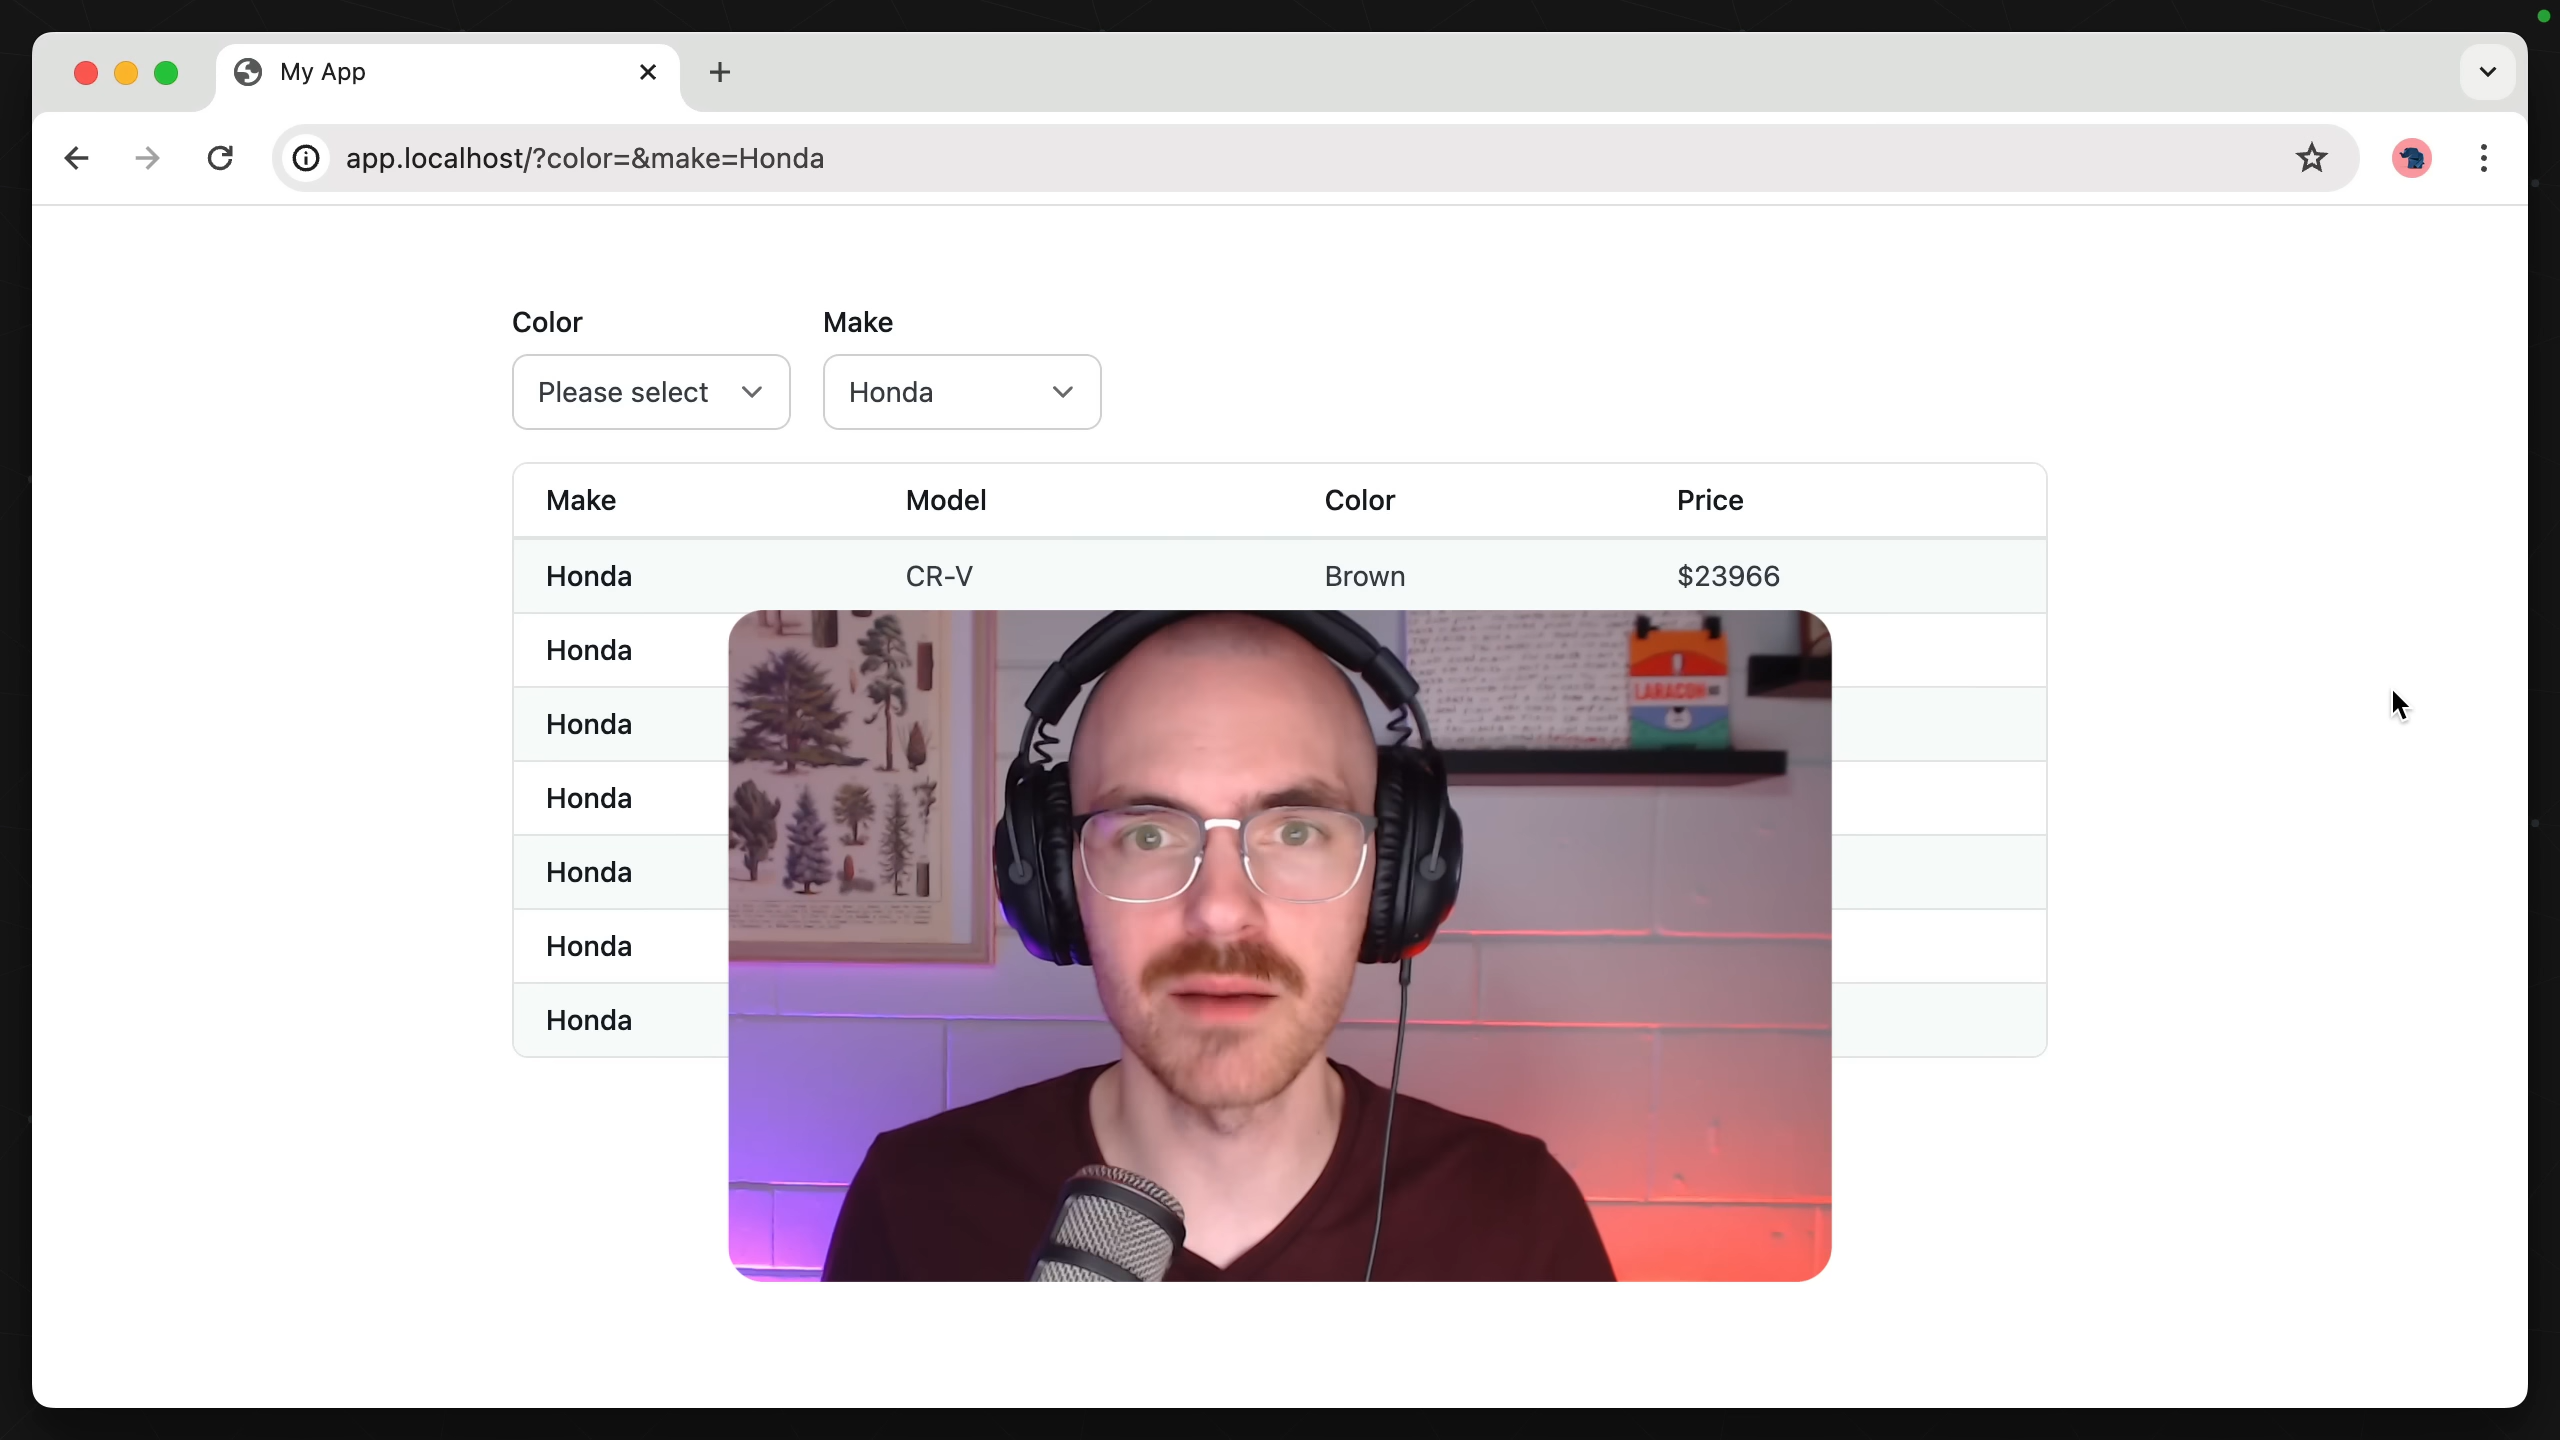 My App
app.localhost/?color=&make=Honda
Color Make
Please select Honda
Make Model Color Price
Honda CR-V Brown $23966
Honda
LARACON
Honda
Honda
Honda
Honda
Honda